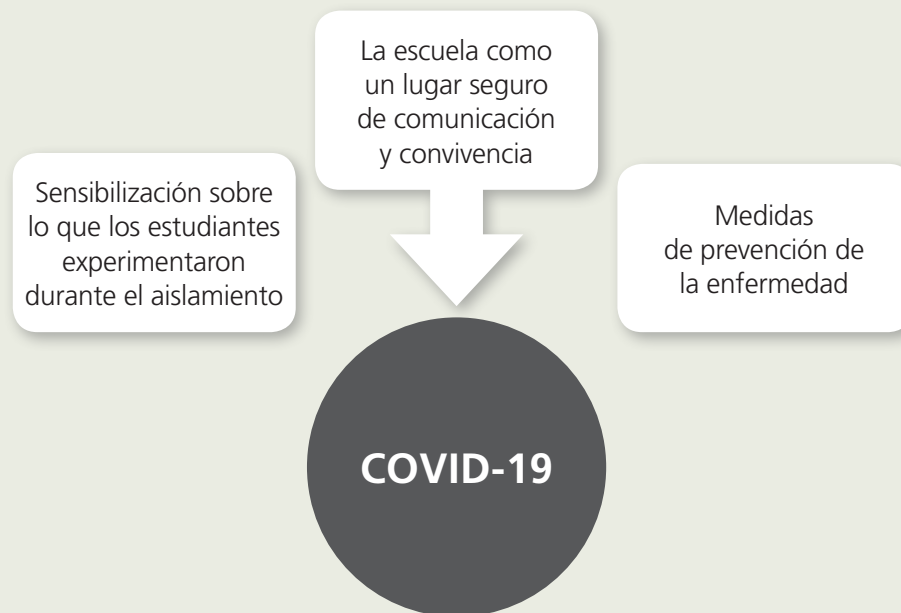 La escuela como
un lugar seguro
de comunicación
y convivencia
Sensibilización sobre
lo que los estudiantes
experimentaron
durante el aislamiento
Medidas
de prevención de
la enfermedad
COVID-19